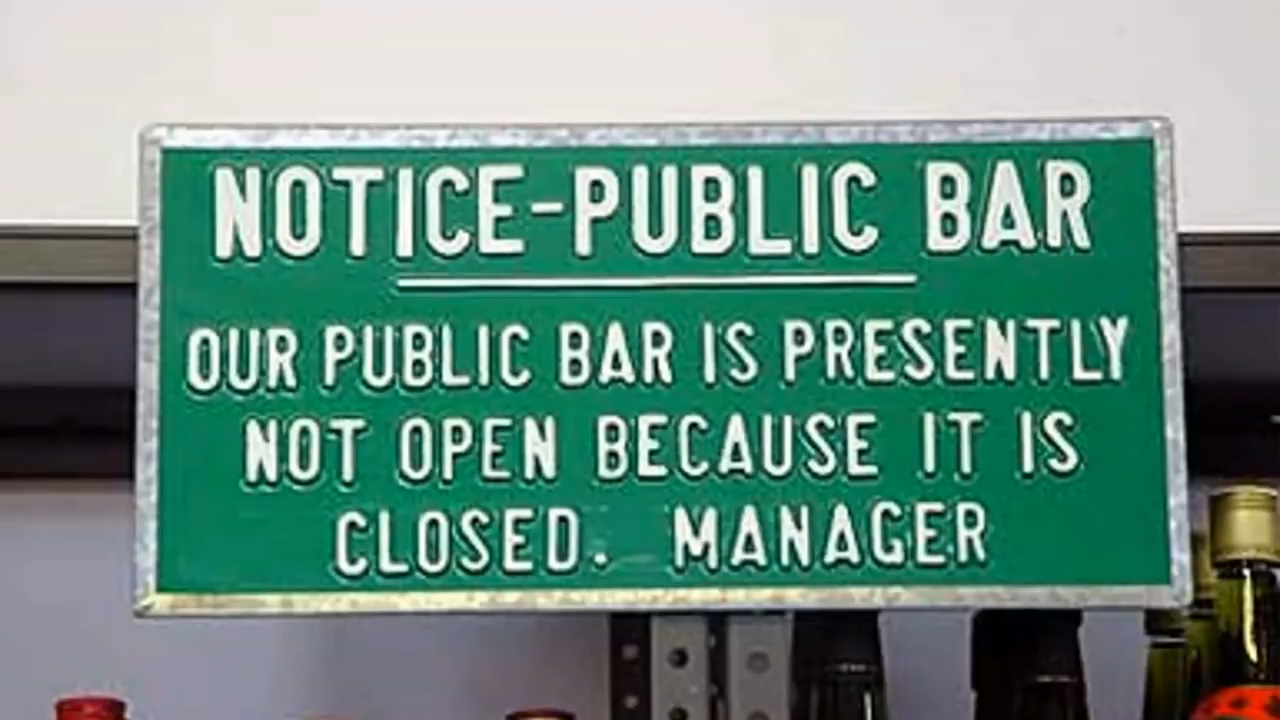 NOTICE-PUBLIC BAR
OUR PUBLIC BAR IS PRESENTLY
NOT OPEN BECAUSE IT IS
CLOSED. MANAGER